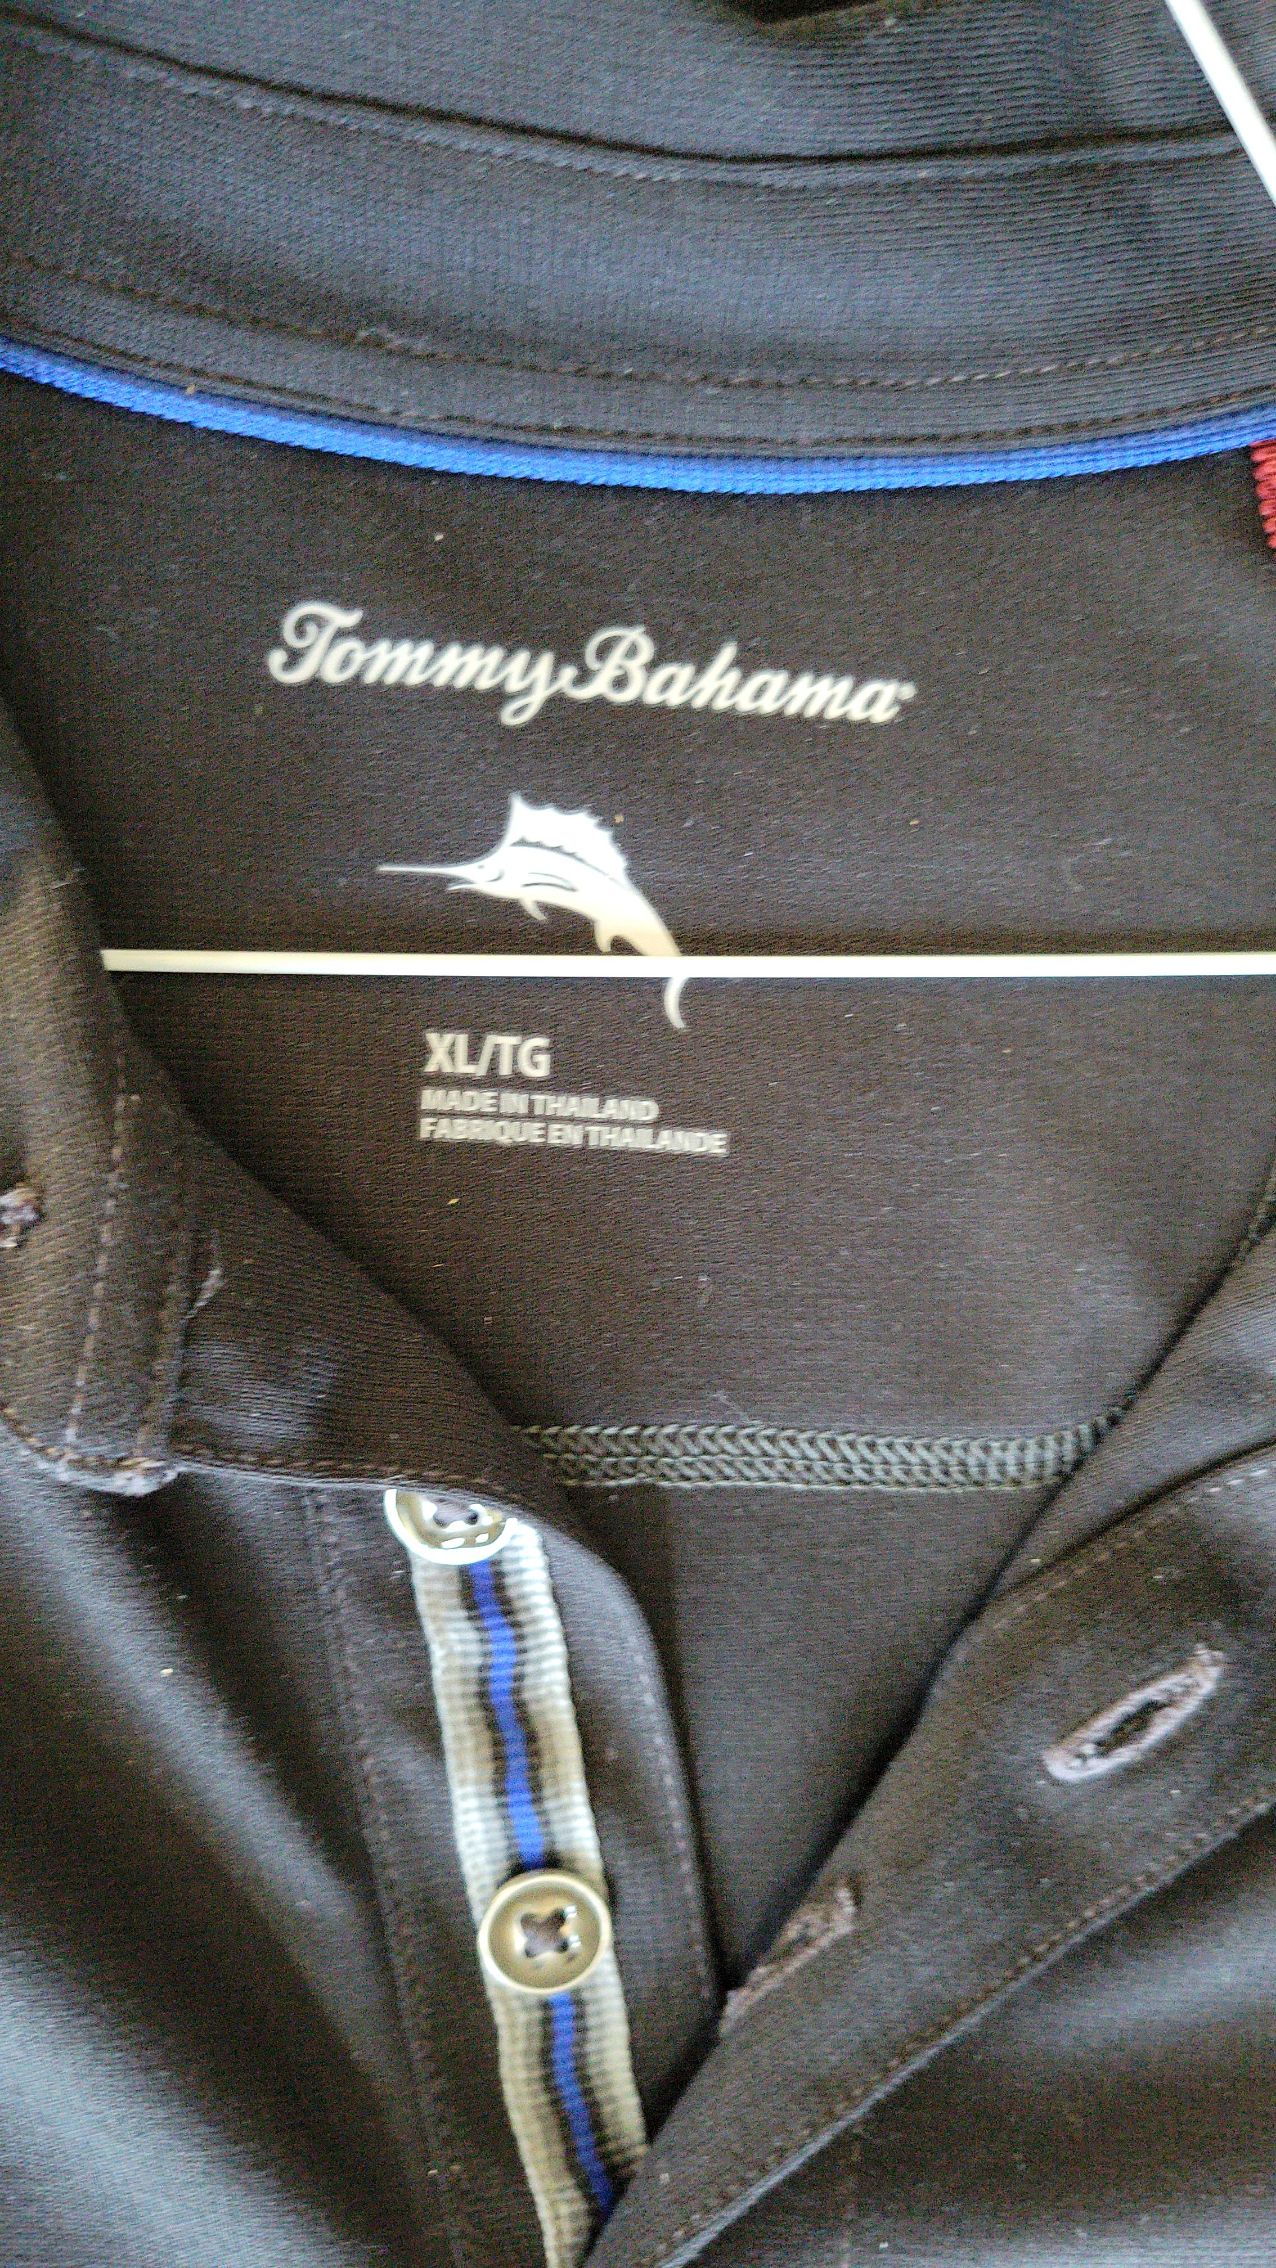 Tommy Bahama
XL/TG
MADE IN THAILAND
FABRIQUE EN THAILANDE